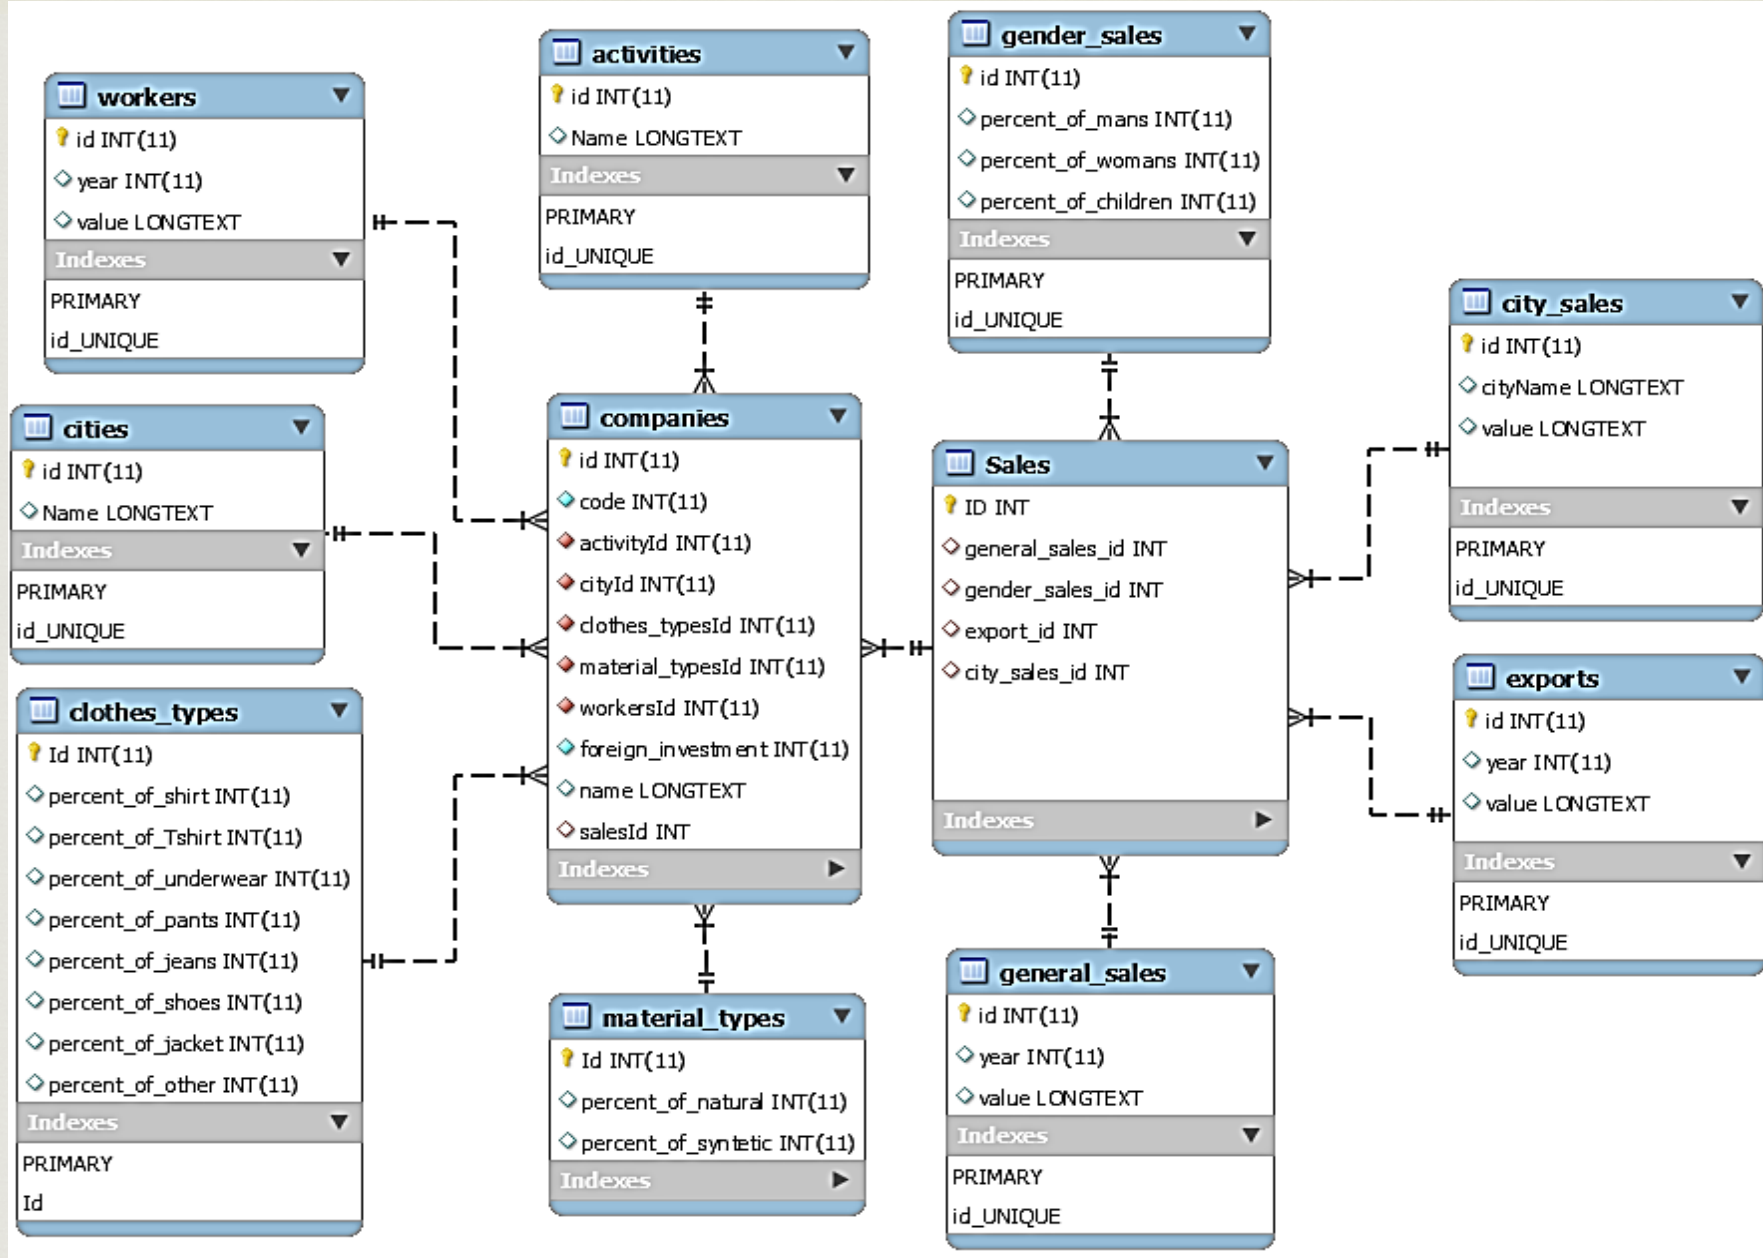 workers
id INT(11)
year INT(11)
value LONGTEXT
Indexes
PRIMARY
id_UNIQUE
activities
id INT(11)
Name LONGTEXT
Indexes
PRIMARY
id_UNIQUE
gender_sales
id INT(11)
percent_of_mans INT(11)
percent_of_womans INT(11)
percent_of_children INT(11)
Indexes
PRIMARY
id_UNIQUE
city_sales
id INT(11)
cityName LONGTEXT
value LONGTEXT
Indexes
PRIMARY
id_UNIQUE
cities
id INT(11)
Name LONGTEXT
Indexes
PRIMARY
id_UNIQUE
companies
id INT(11)
code INT(11)
activityId INT(11)
cityId INT(11)
clothes_typesId INT(11)
material_typesId INT(11)
workersId INT(11)
foreign_investment INT(11)
name LONGTEXT
salesId INT
Indexes
Sales
ID INT
general_sales_id INT
gender_sales_id INT
export_id INT
city_sales_id INT
Indexes
exports
id INT(11)
year INT(11)
value LONGTEXT
Indexes
PRIMARY
id_UNIQUE
clothes_types
Id INT(11)
percent_of_shirt INT(11)
percent_of_Tshirt INT(11)
percent_of_underwear INT(11)
percent_of_pants INT(11)
percent_of_jeans INT(11)
percent_of_shoes INT(11)
percent_of_jacket INT(11)
percent_of_other INT(11)
Indexes
PRIMARY
Id
material_types
Id INT(11)
percent_of_natural INT(11)
percent_of_syntetic INT(11)
Indexes
general_sales
id INT(11)
year INT(11)
value LONGTEXT
Indexes
PRIMARY
id_UNIQUE